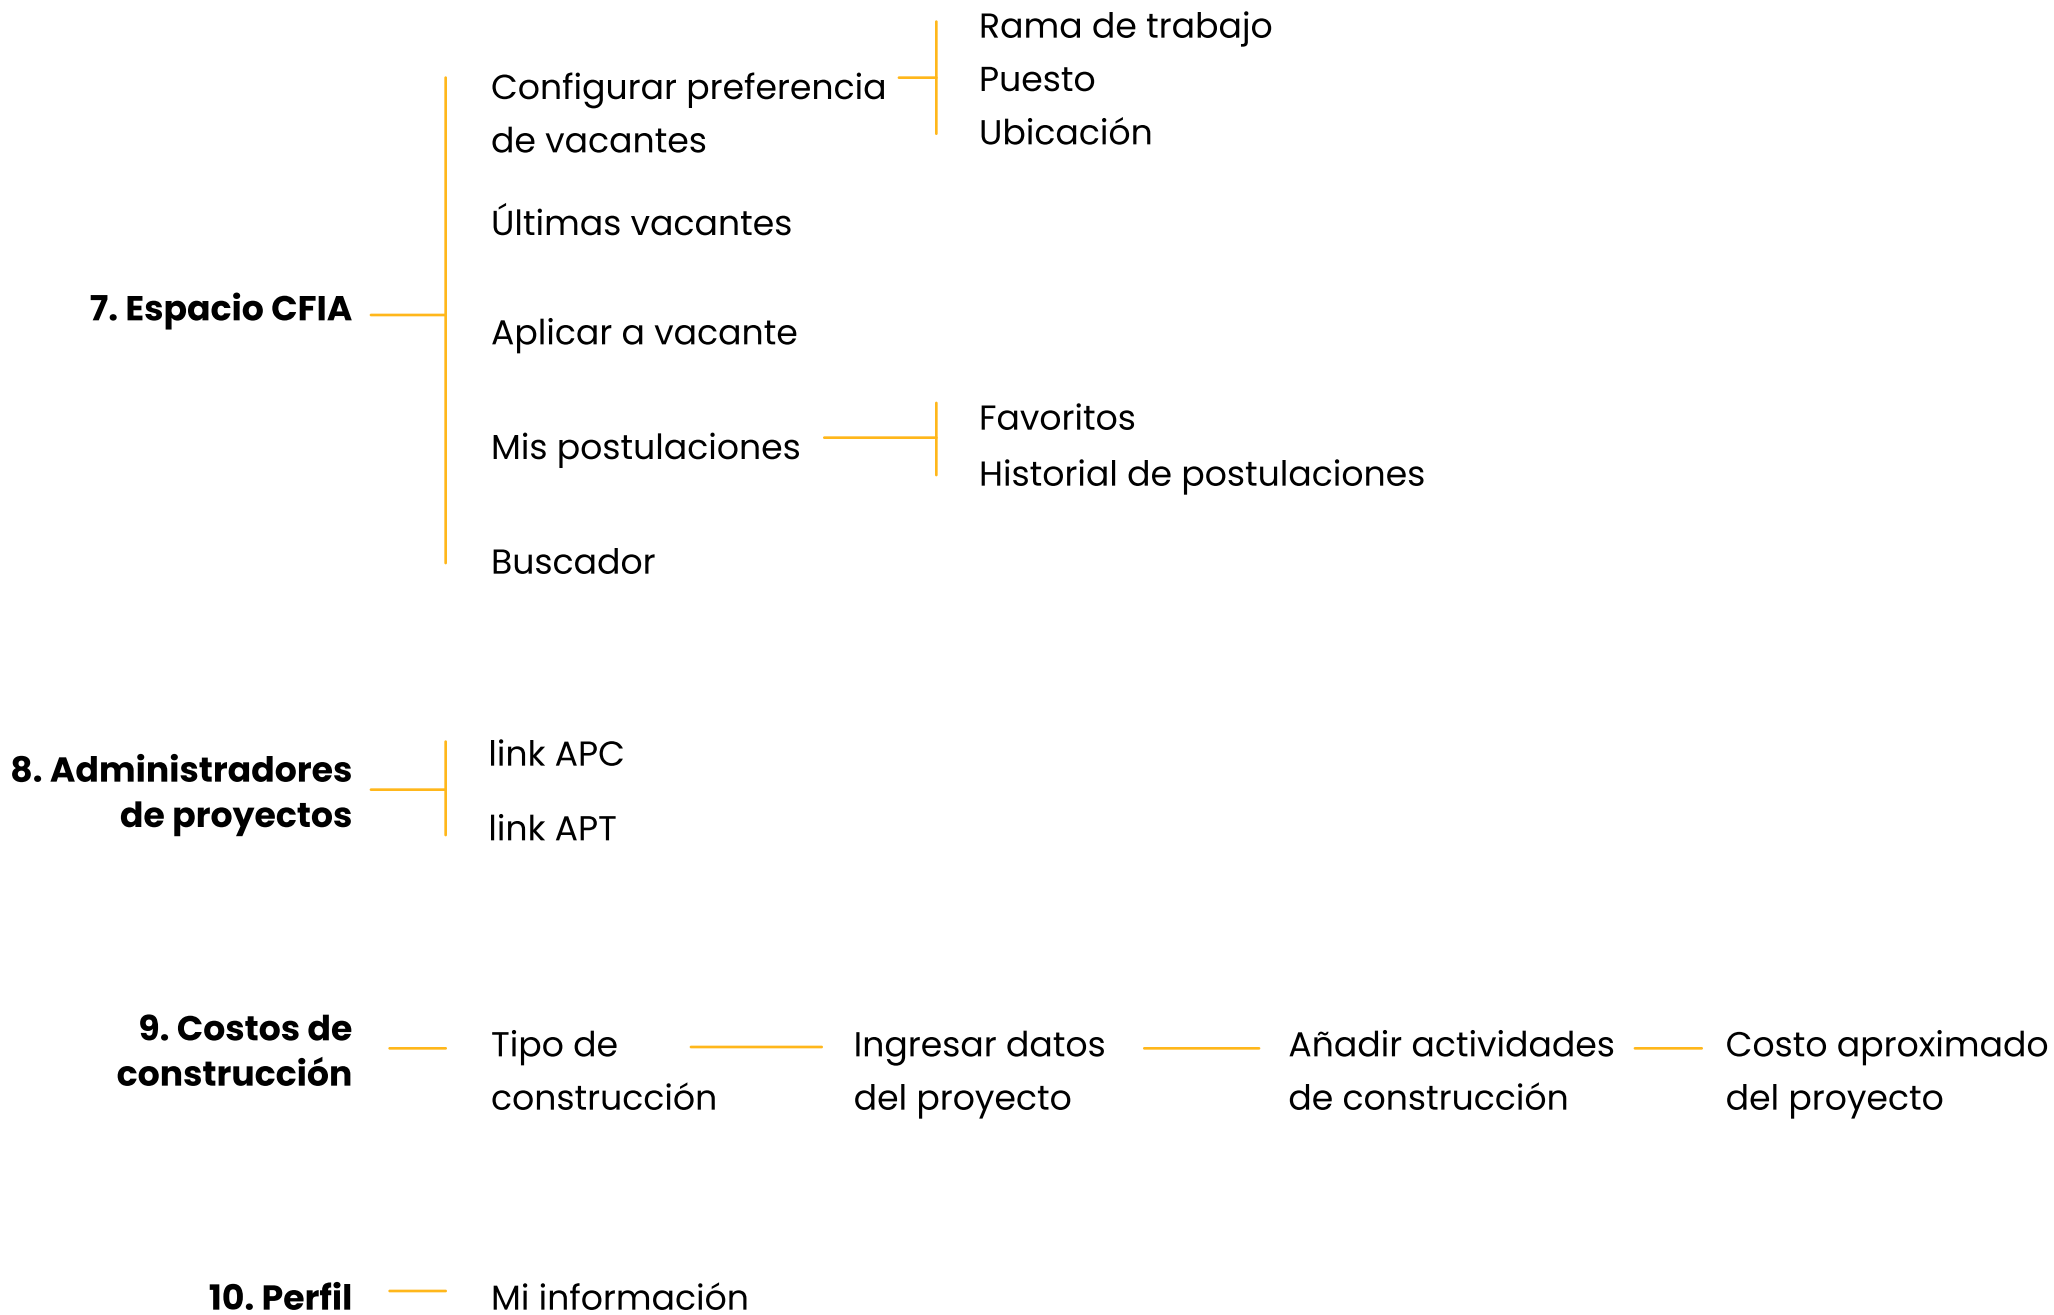 7. Espacio CFIA
Configurar preferencia
de vacantes
Rama de trabajo
Puesto
Ubicación
Últimas vacantes
Aplicar a vacante
Mis postulaciones
Favoritos
Historial de postulaciones
Buscador
8. Administradores
de proyectos
link APC
link APT
9. Costos de
construcción
Tipo de
construcción
Ingresar datos
del proyecto
Añadir actividades
de construcción
Costo aproximado
del proyecto
10. Perfil
Mi información